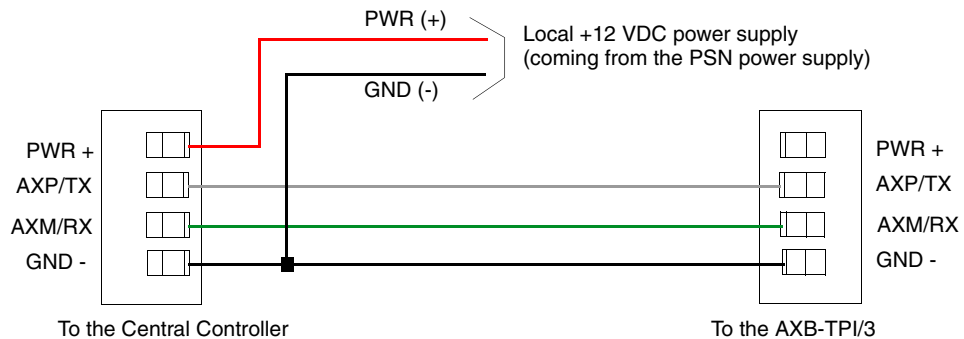 PWR (+)
Local +12 VDC power supply
(coming from the PSN power supply)
GND (-)
PWR +
AXP/TX
AXM/RX
GND -
PWR +
AXP/TX
AXM/RX
GND -
To the Central Controller
To the AXB-TPI/3